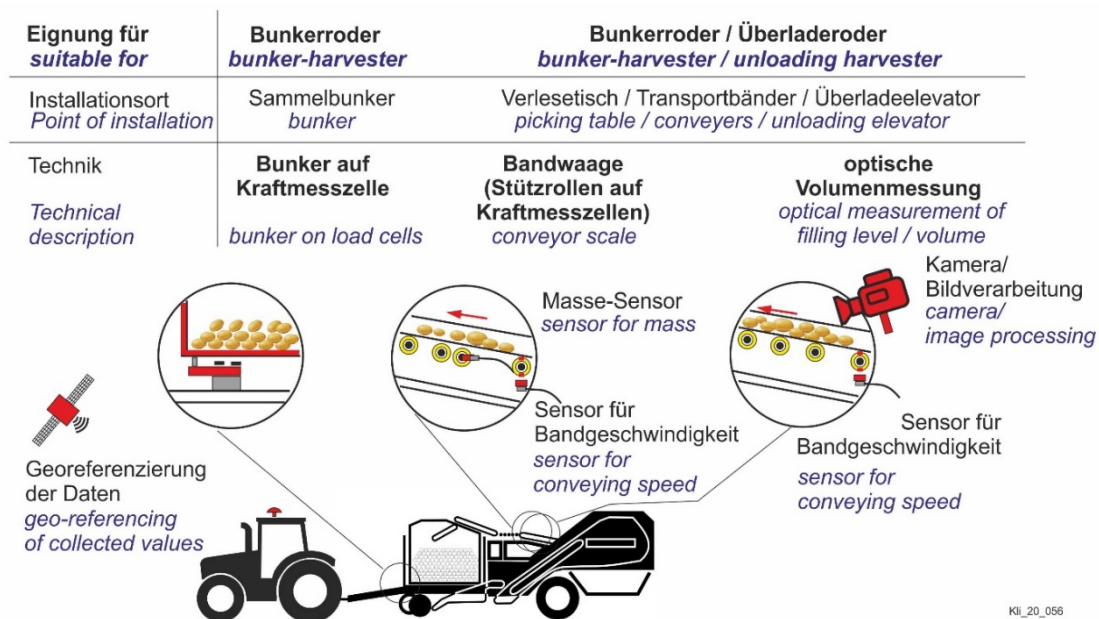 Eignung für
suitable for
Bunkerroder
bunker-harvester
Bunkerroder / Überladeroder
bunker-harvester / unloading harvester
Installationsort
Point of installation
Sammelbunker
bunker
Verlesetisch / Transportbänder / Überladeelevator
picking table / conveyers / unloading elevator
Technik
Technical
description
Bunker auf
Kraftmesszelle
bunker on load cells
Bandwaage
(Stützrollen auf
Kraftmesszellen)
conveyor scale
optische
Volumenmessung
optical measurement of
filling level / volume
Masse-Sensor
sensor for mass
Kamera/
Bildverarbeitung
camera/
image processing
Sensor für
Bandgeschwindigkeit
sensor for
conveying speed
Sensor für
Bandgeschwindigkeit
sensor for
conveying speed
Georeferenzierung
der Daten
geo-referencing
of collected values
Kli_20_056